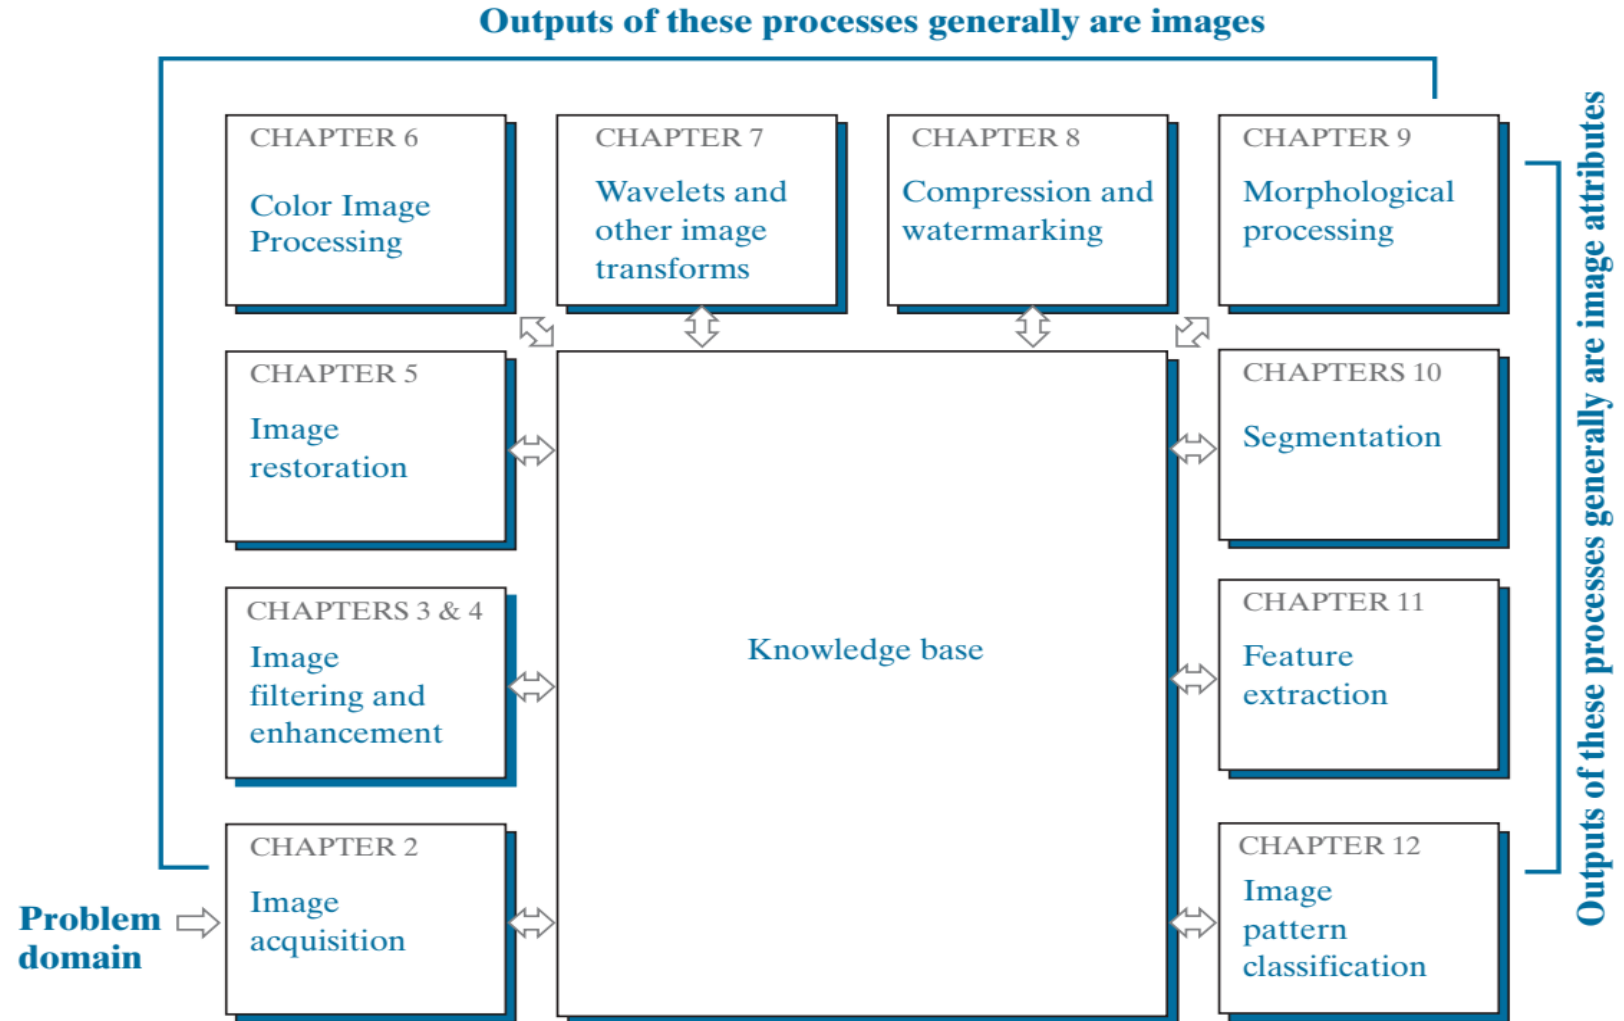 Outputs of these processes generally are images
CHAPTER 6
Color Image
Processing
CHAPTER 7
Wavelets and
other image
transforms
CHAPTER 8
Compression and
watermarking
CHAPTER 9
Morphological
processing
CHAPTER 5
Image
restoration
CHAPTERS 10
Segmentation
CHAPTERS 3 & 4
Image
filtering and
enhancement
Knowledge base
CHAPTER 11
Feature
extraction
CHAPTER 2
Image
acquisition
CHAPTER 12
Image
pattern
classification
Problem
domain
Outputs of these processes generally are image attributes